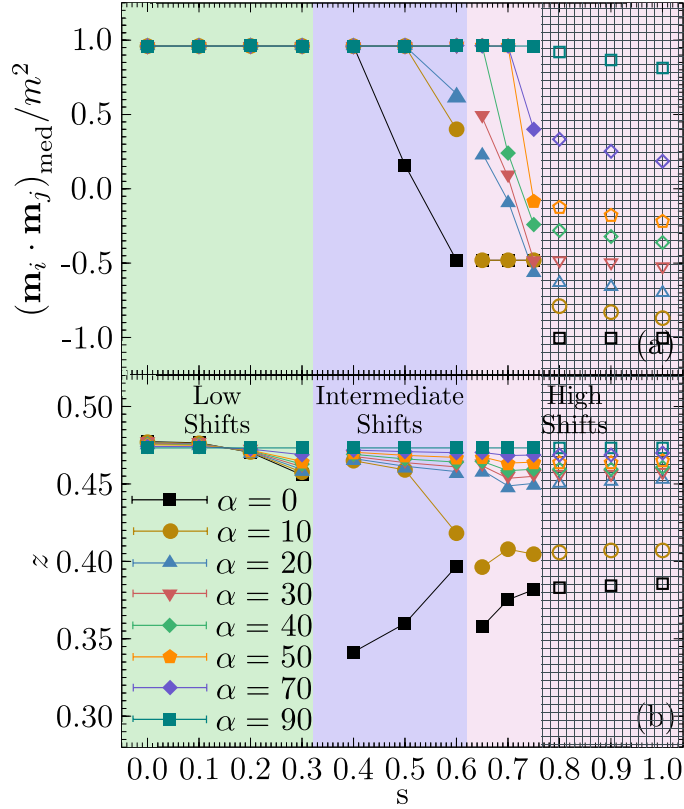 (m_i · m_j)_med/m^2
1.0
0.5
0.0
-0.5
-1.0
(a)
z
0.50
0.45
0.40
0.35
0.30
Low
Shifts
Intermediate
Shifts
High
Shifts
α = 0
α = 10
α = 20
α = 30
α = 40
α = 50
α = 70
α = 90
(b)
0.0 0.1 0.2 0.3 0.4 0.5 0.6 0.7 0.8 0.9 1.0
s